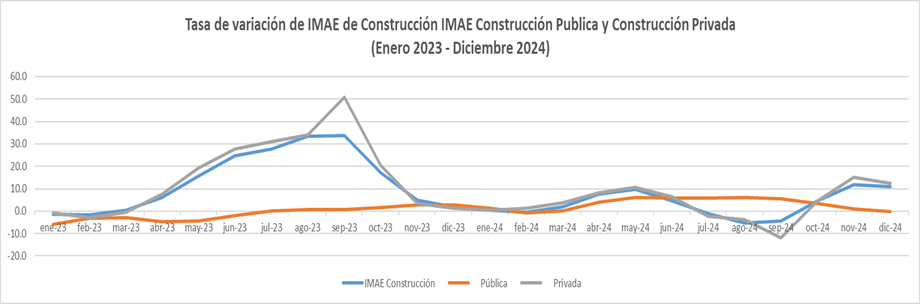 Tasa de variación de IMAE de Construcción IMAE Construcción Publica y Construcción Privada
(Enero 2023 - Diciembre 2024)
60.0
50.0
40.0
30.0
20.0
10.0
0.0
ene-23 feb-23 mar-23 abr-23 may-23 jun-23 jul-23 ago-23 sep-23 oct-23 nov-23 dic-23 ene-24 feb-24 mar-24 abr-24 may-24 jun-24 jul-24 ago-24 sep-24 oct-24 nov-24 dic-24
-10.0
-20.0
IMAE Construcción Pública Privada